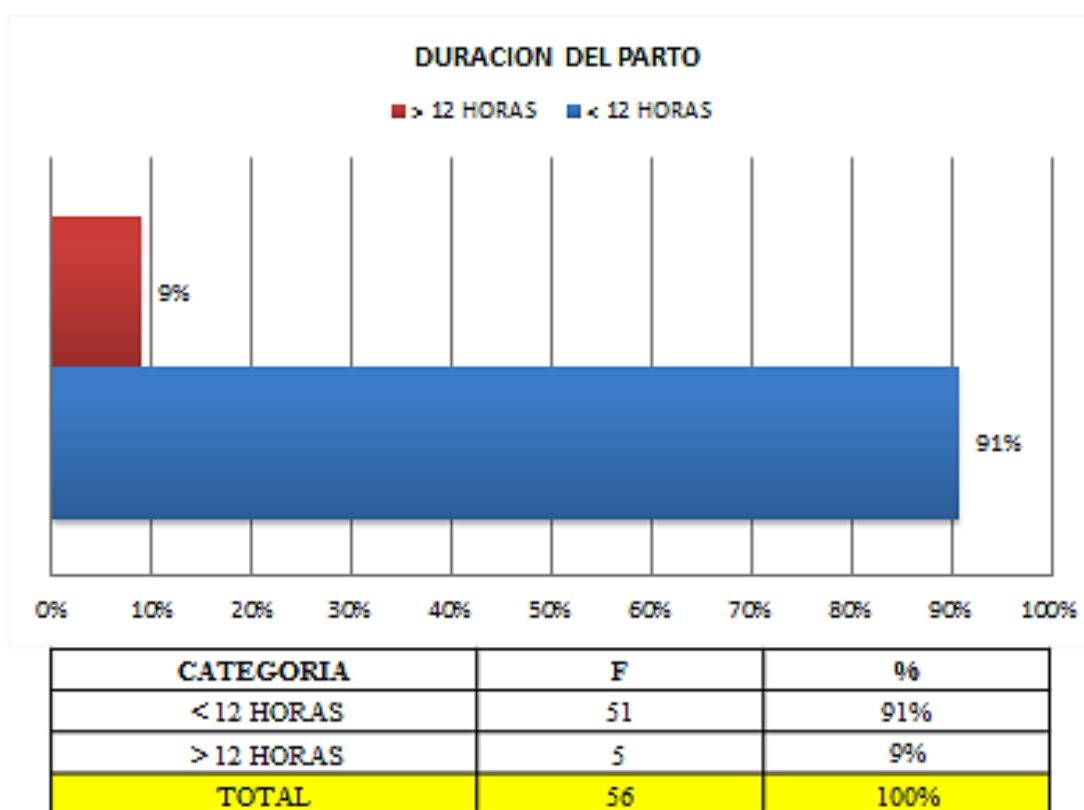 DURACION DEL PARTO
> 12 HORAS < 12 HORAS
9%
91%
0% 10% 20% 30% 40% 50% 60% 70% 80% 90% 100%
CATEGORIA F %
< 12 HORAS 51 91%
> 12 HORAS 5 9%
TOTAL 56 100%